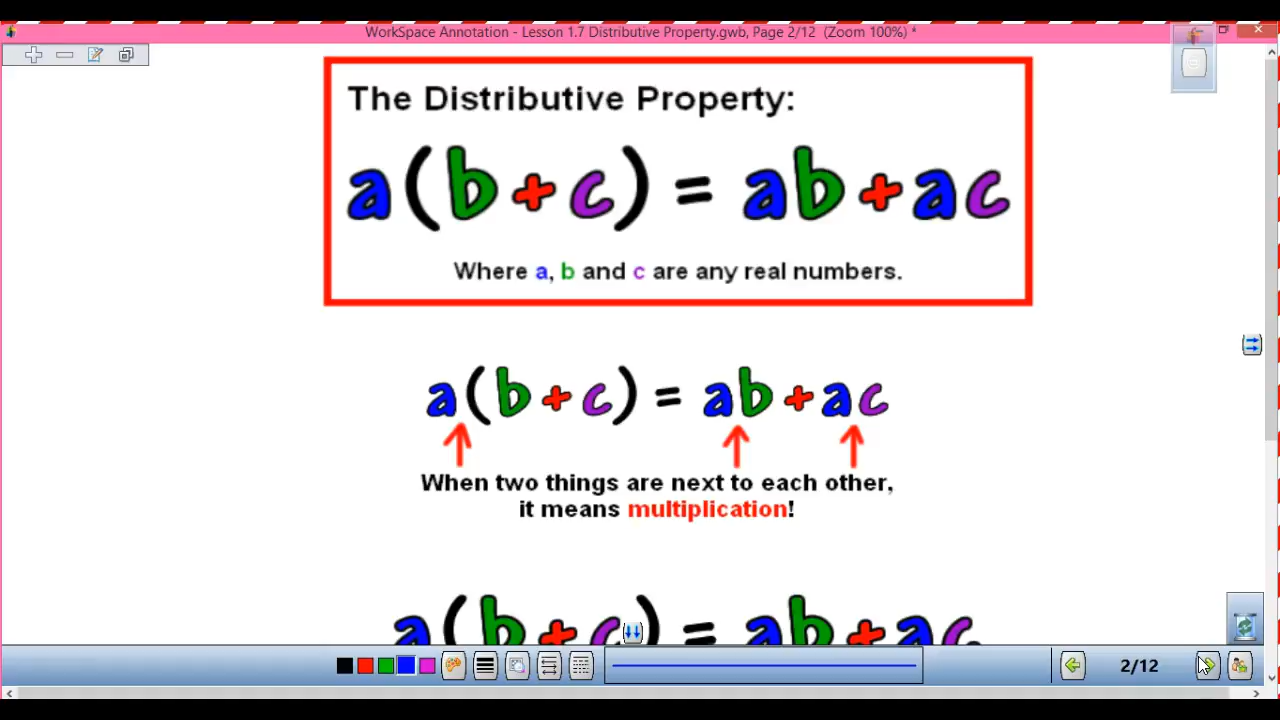 WorkSpace Annotation - Lesson 1.7 Distributive Property.gwb, Page 2/12 (Zoom 100%) *
The Distributive Property:
a(b+c) = ab+ac
Where a, b and c are any real numbers.
a(b+c) = ab+ac
When two things are next to each other,
it means multiplication!
a(b+c) = ab+ac
2/12